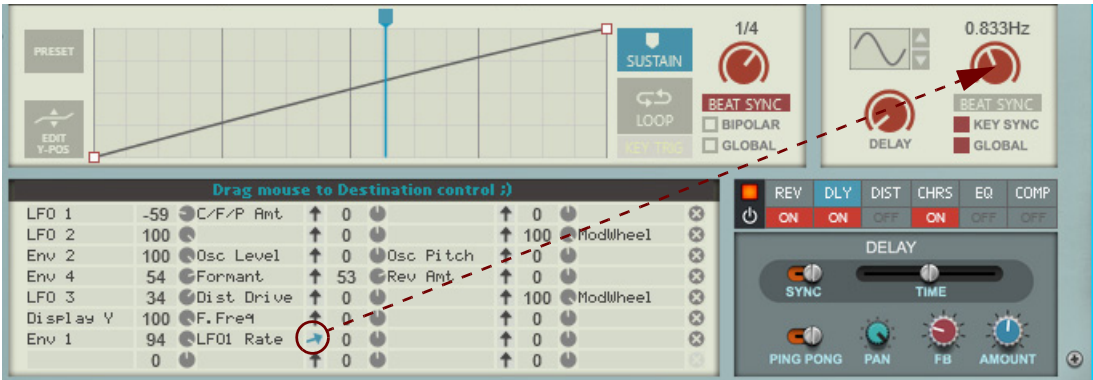 1/4
0.833Hz
PRESET
SUSTAIN
BEAT SYNC
BEAT SYNC
LOOP
BIPOLAR
KEY SYNC
EDIT
Y-POS
KEY TRIG
GLOBAL
DELAY
GLOBAL
Drag mouse to Destination control ;)
REV DLY DIST CHRS EQ COMP
ON ON OFF ON OFF OFF
LFO 1 -59 C/F/P Amt 0 0
LFO 2 100 0 100 ModWheel
Env 2 100 Osc Level 0 Osc Pitch 0
Env 4 54 Formant 53 Rev Amt 0
LFO 3 34 Dist Drive 0 100 ModWheel
Display Y 100 F.Freq 0 0
Env 1 94 LFO1 Rate 0 0
0 0 0
DELAY
SYNC TIME
PING PONG PAN FB AMOUNT